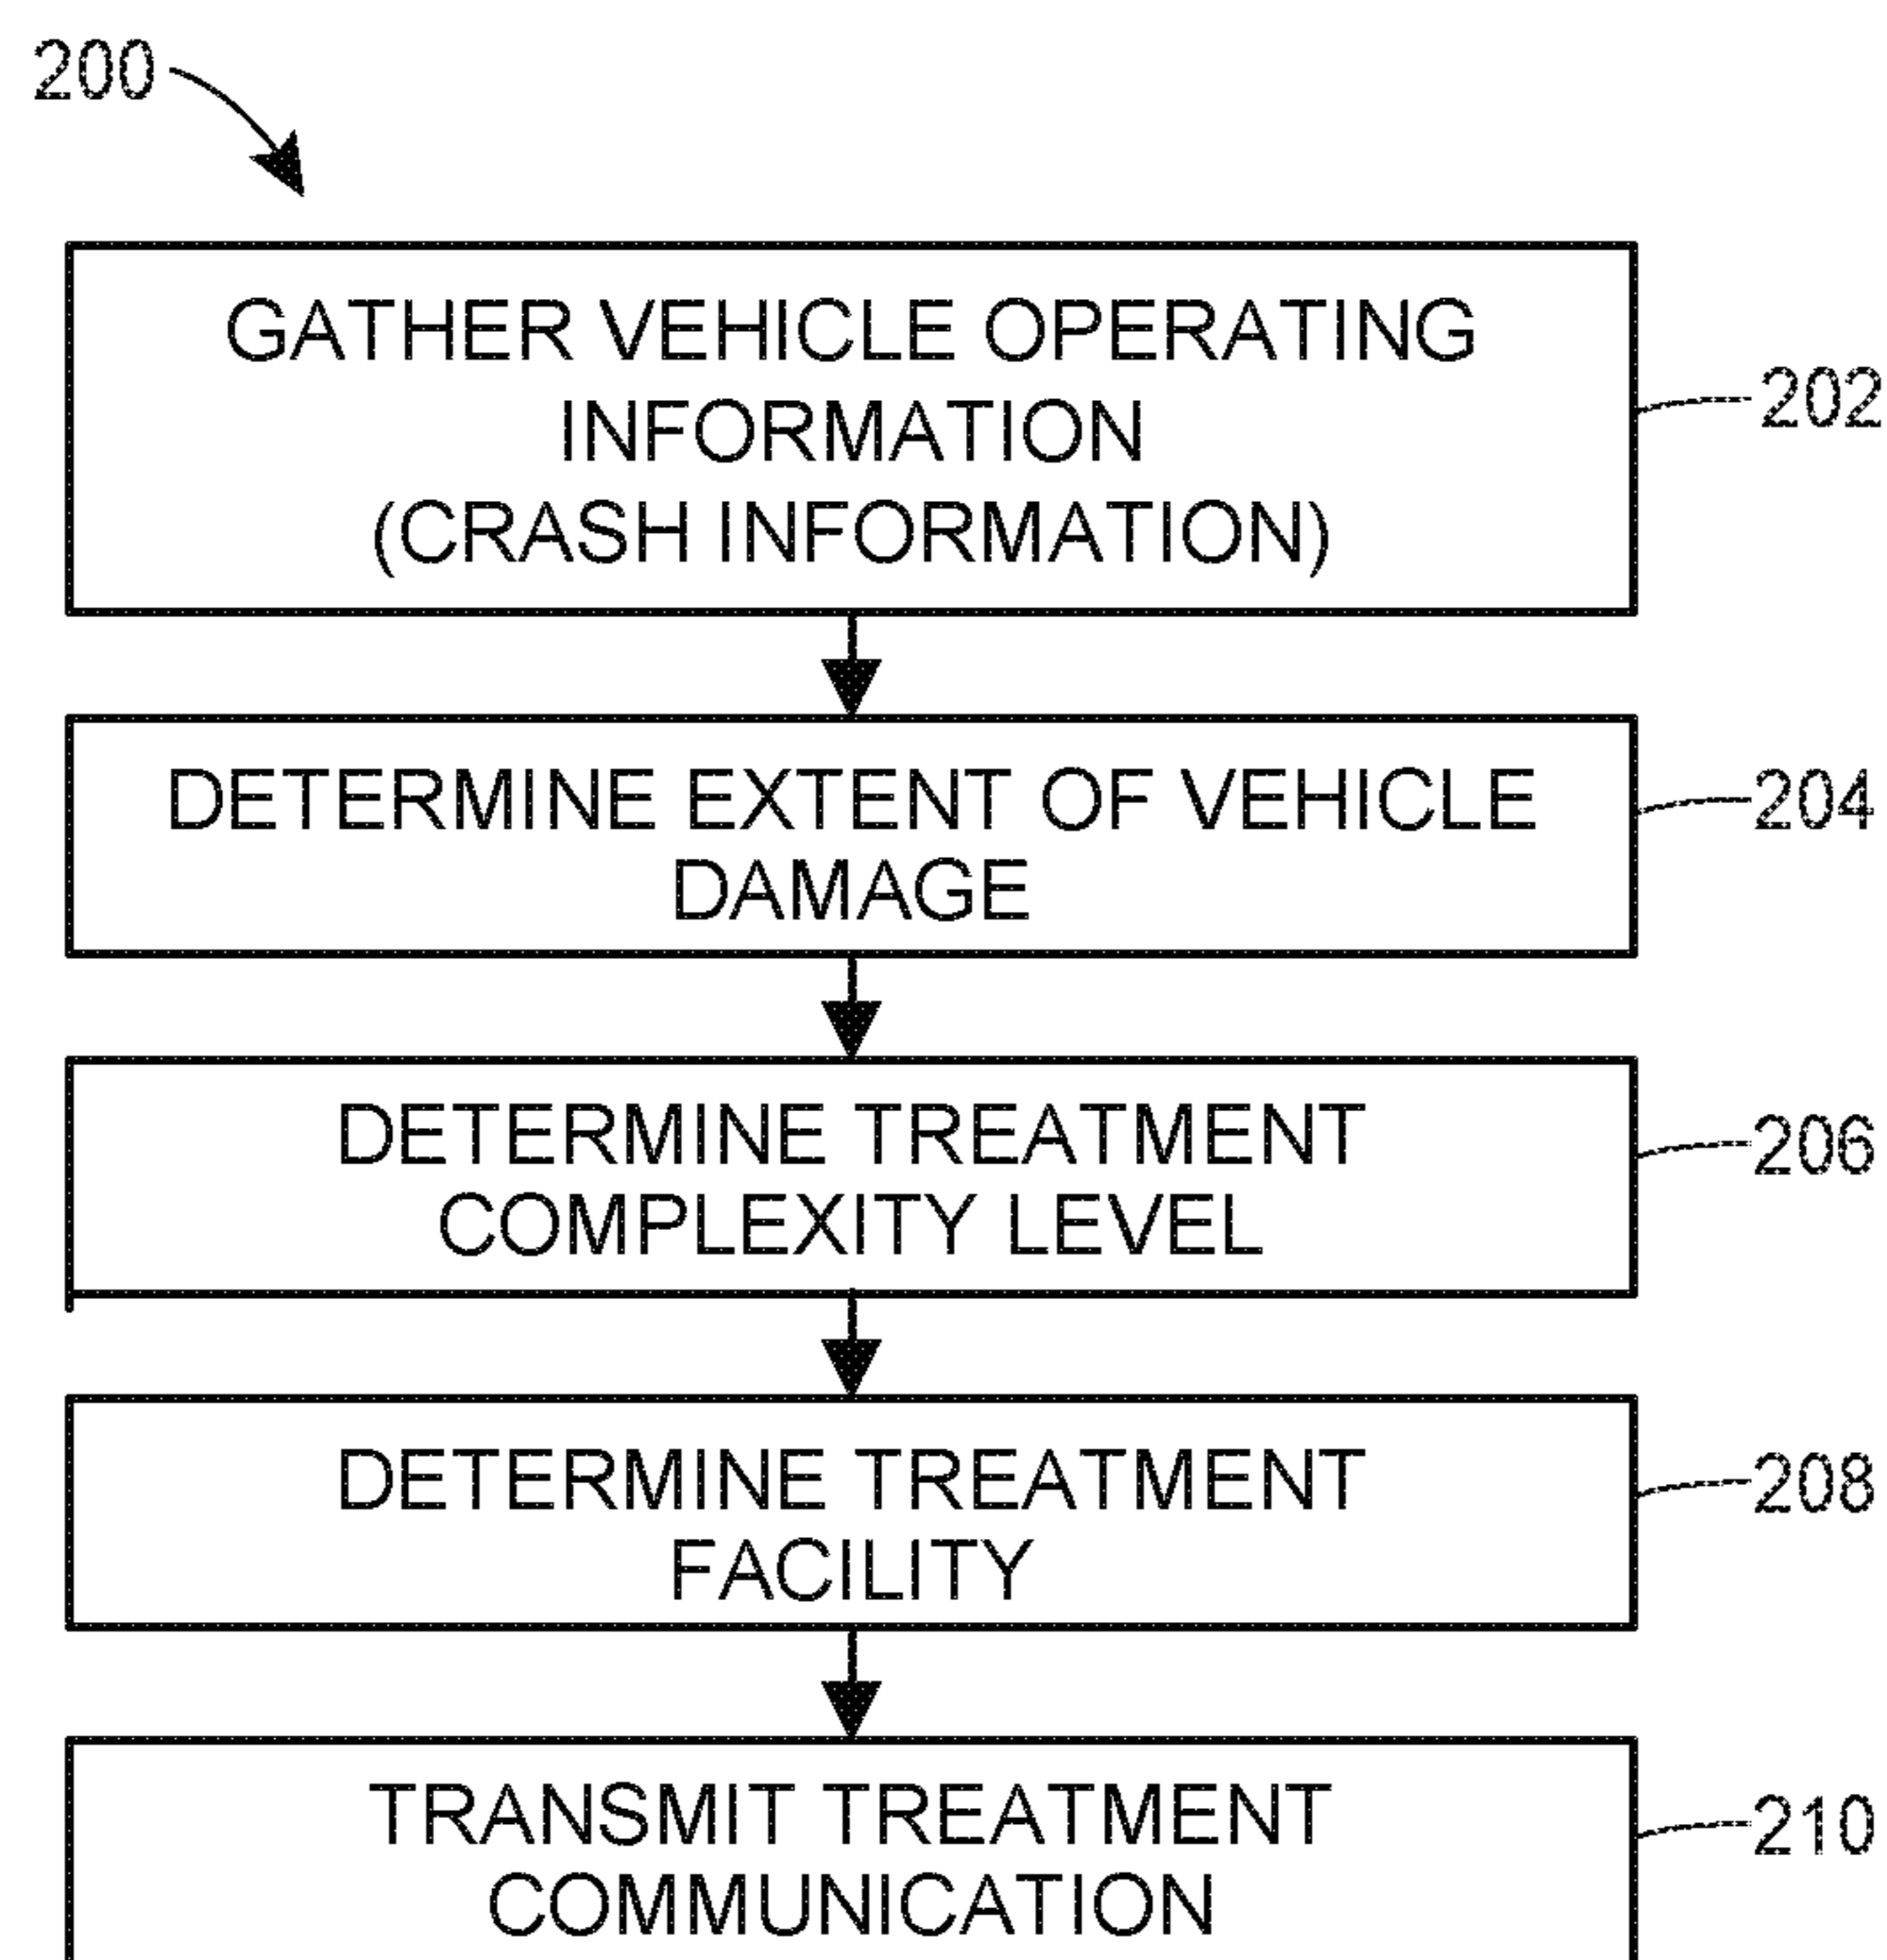 200
GATHER VEHICLE OPERATING
INFORMATION
(CRASH INFORMATION)
202
DETERMINE EXTENT OF VEHICLE
DAMAGE
204
DETERMINE TREATMENT
COMPLEXITY LEVEL
206
DETERMINE TREATMENT
FACILITY
208
TRANSMIT TREATMENT
COMMUNICATION
210